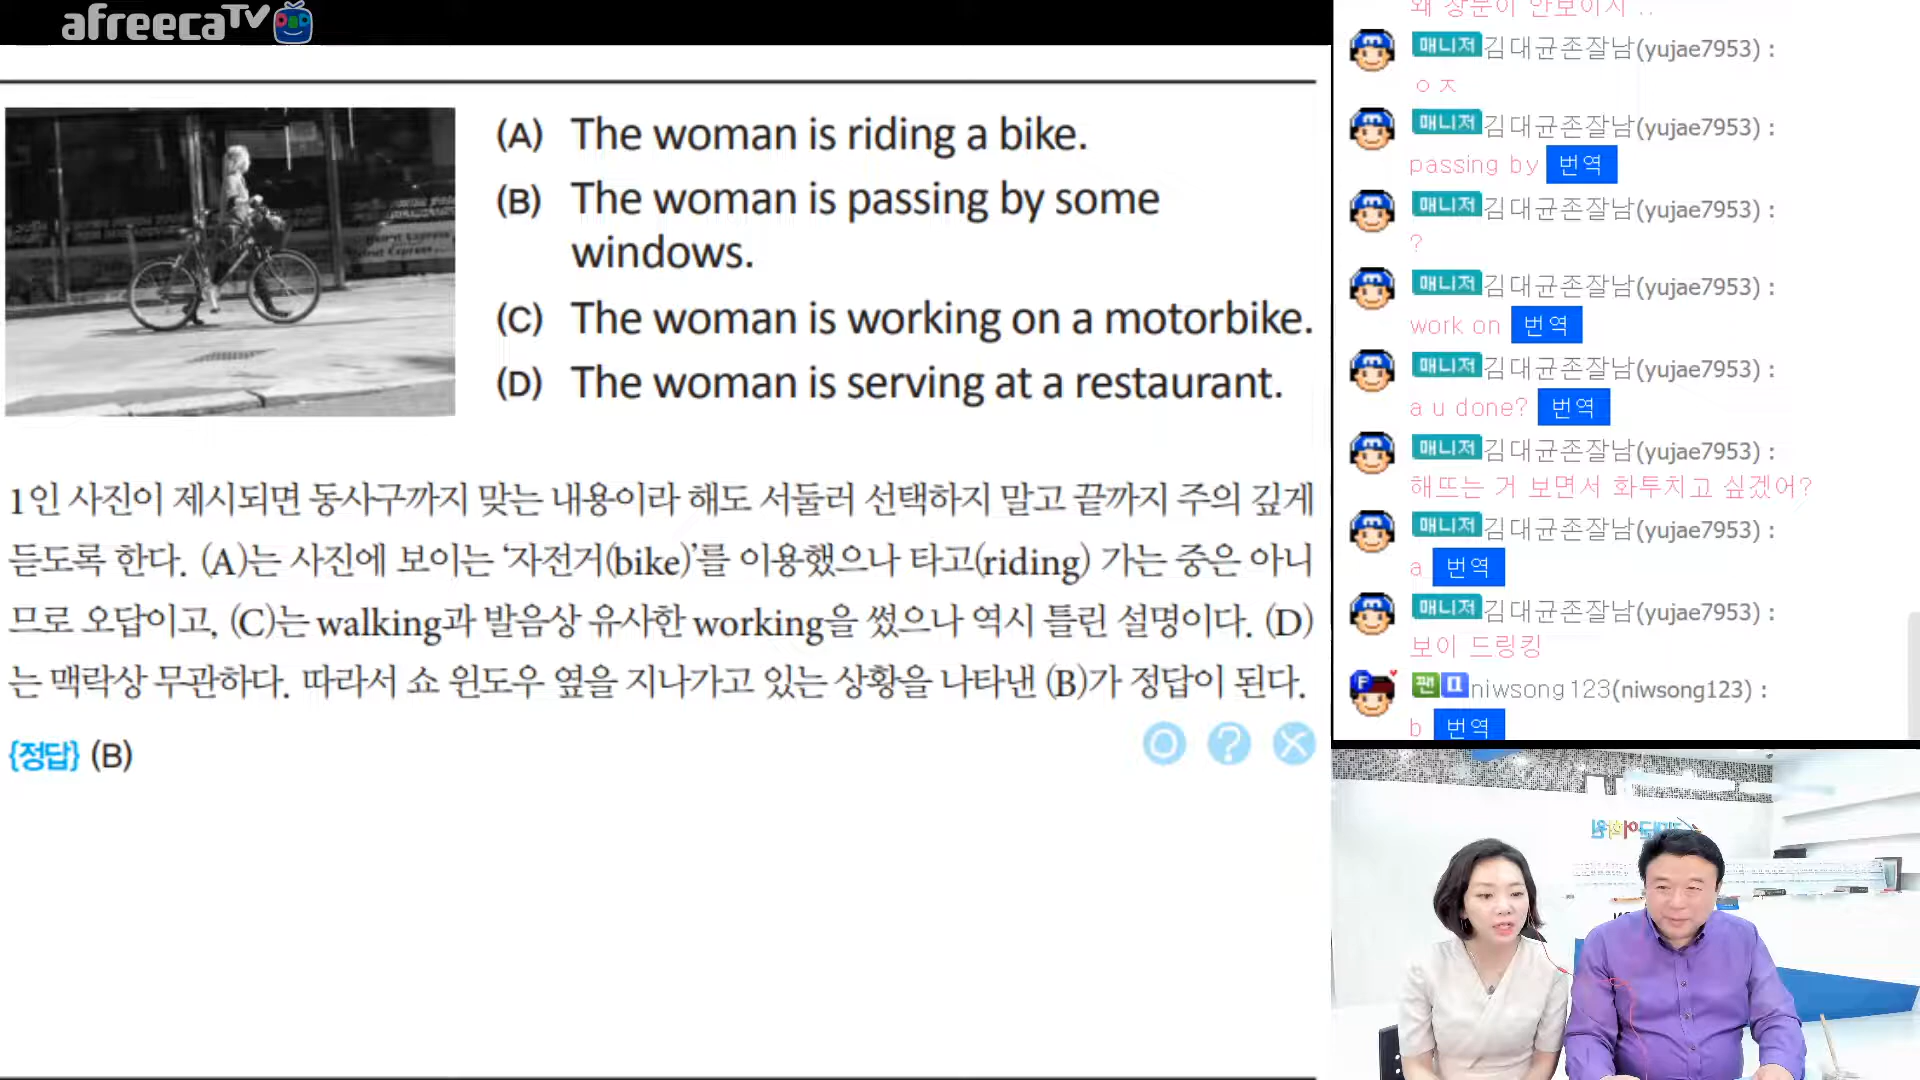 afreecaTV
(A) The woman is riding a bike.
(B) The woman is passing by some
windows.
(C) The woman is working on a motorbike.
(D) The woman is serving at a restaurant.
1인 사진이 제시되면 동사구까지 맞는 내용이라 해도 서둘러 선택하지 말고 끝까지 주의 깊게
듣도록 한다. (A)는 사진에 보이는 ‘자전거(bike)’를 이용했으나 타고(riding) 가는 중은 아니
므로 오답이고, (C)는 walking과 발음상 유사한 working을 썼으나 역시 틀린 설명이다. (D)
는 맥락상 무관하다. 따라서 쇼 윈도우 옆을 지나가고 있는 상황을 나타낸 (B)가 정답이 된다.
{정답} (B)
왜 창문이 안보이지 ..
매니저 김대균존잘남(yujae7953) :
ㅇㅈ
매니저 김대균존잘남(yujae7953) :
passing by 번역
매니저 김대균존잘남(yujae7953) :
?
매니저 김대균존잘남(yujae7953) :
work on 번역
매니저 김대균존잘남(yujae7953) :
a u done? 번역
매니저 김대균존잘남(yujae7953) :
해뜨는 거 보면서 화투치고 싶겠어?
매니저 김대균존잘남(yujae7953) :
a 번역
매니저 김대균존잘남(yujae7953) :
보이 드링킹
팬 niwsong123(niwsong123) :
b 번역